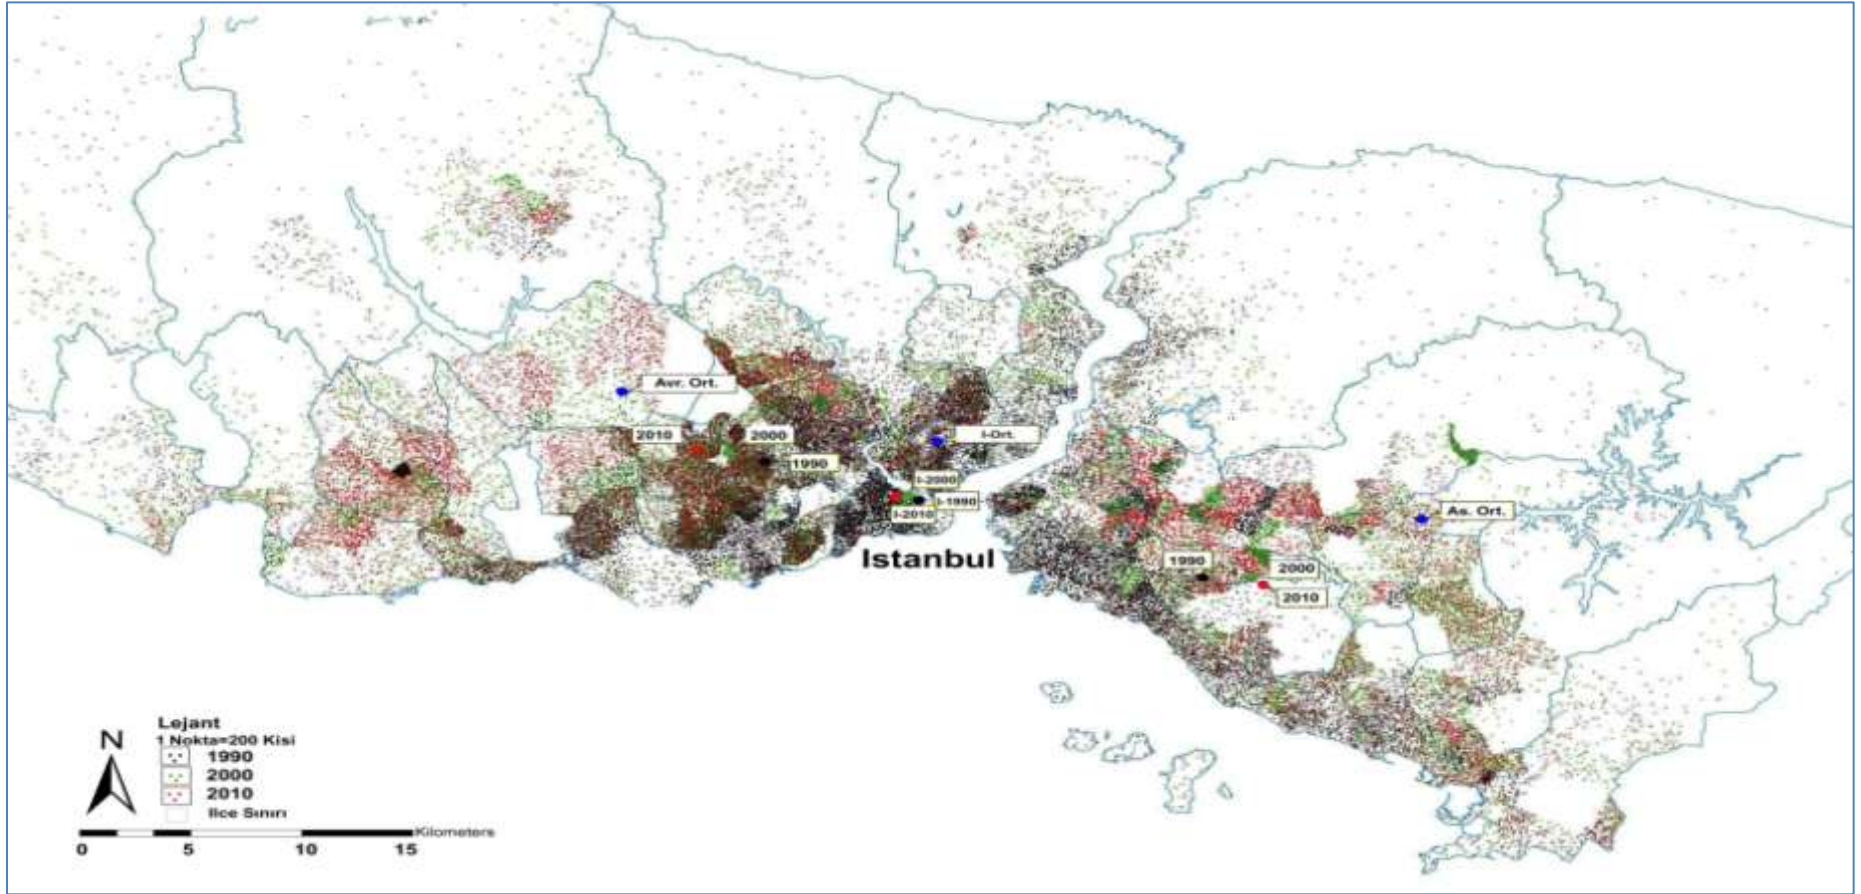 Avr. Ort.
2010
2000
1990
I-Ort.
I-2000
I-1990
I-2010
Istanbul
As. Ort.
1990
2000
2010
N
Lejant
1 Nokta=200 Kisi
1990
2000
2010
Ilce Sınırı
Kilometers
0 5 10 15